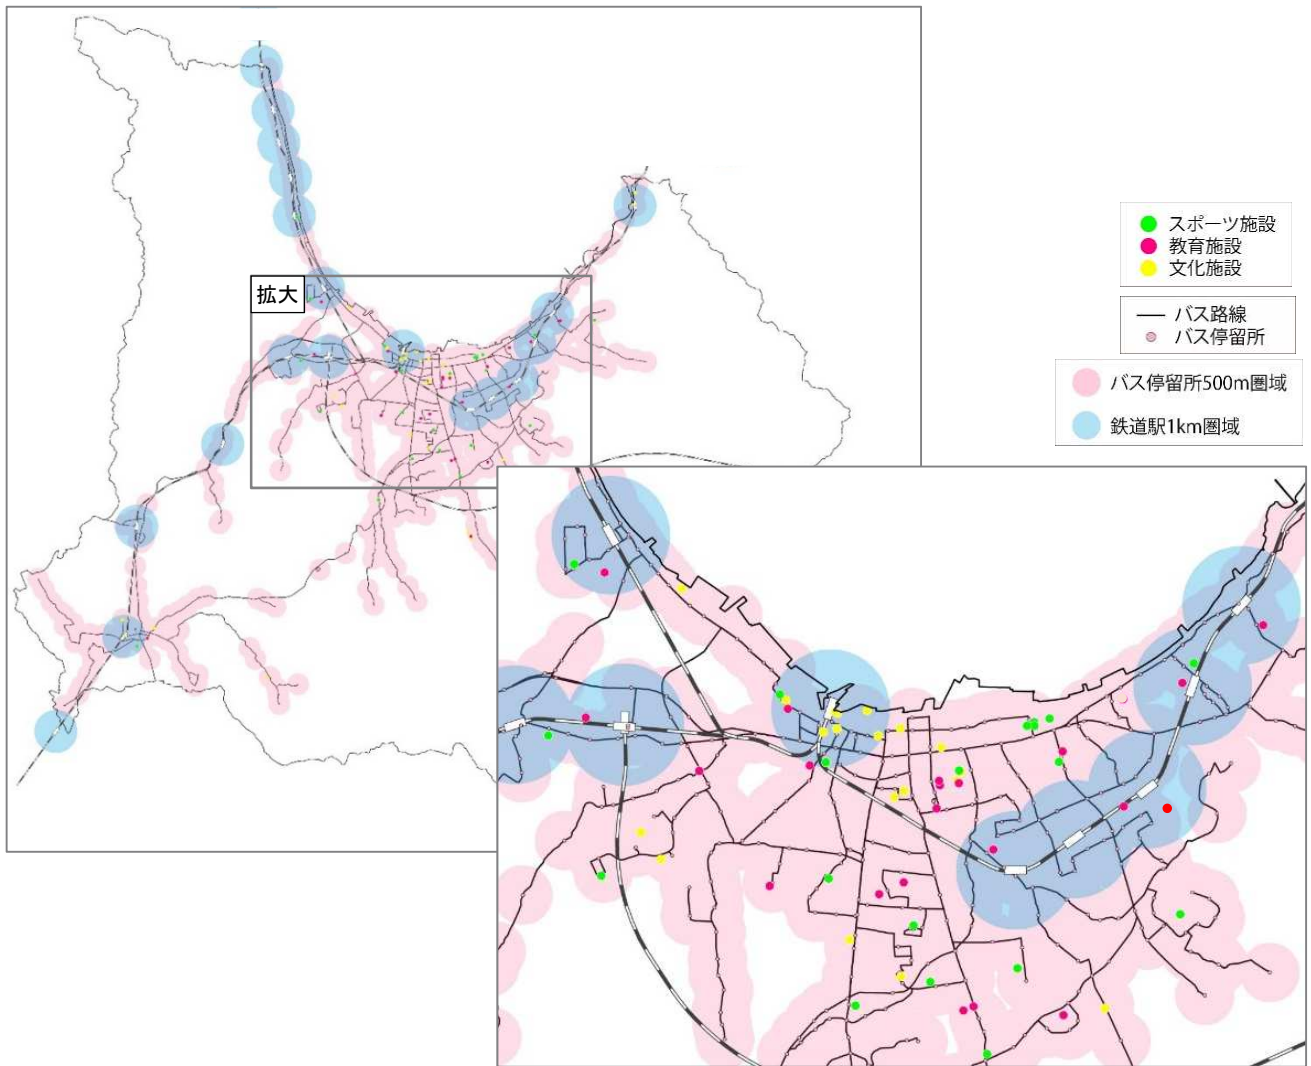 拡大
スポーツ施設
教育施設
文化施設
バス路線
バス停留所
バス停留所500m圏域
鉄道駅1km圏域